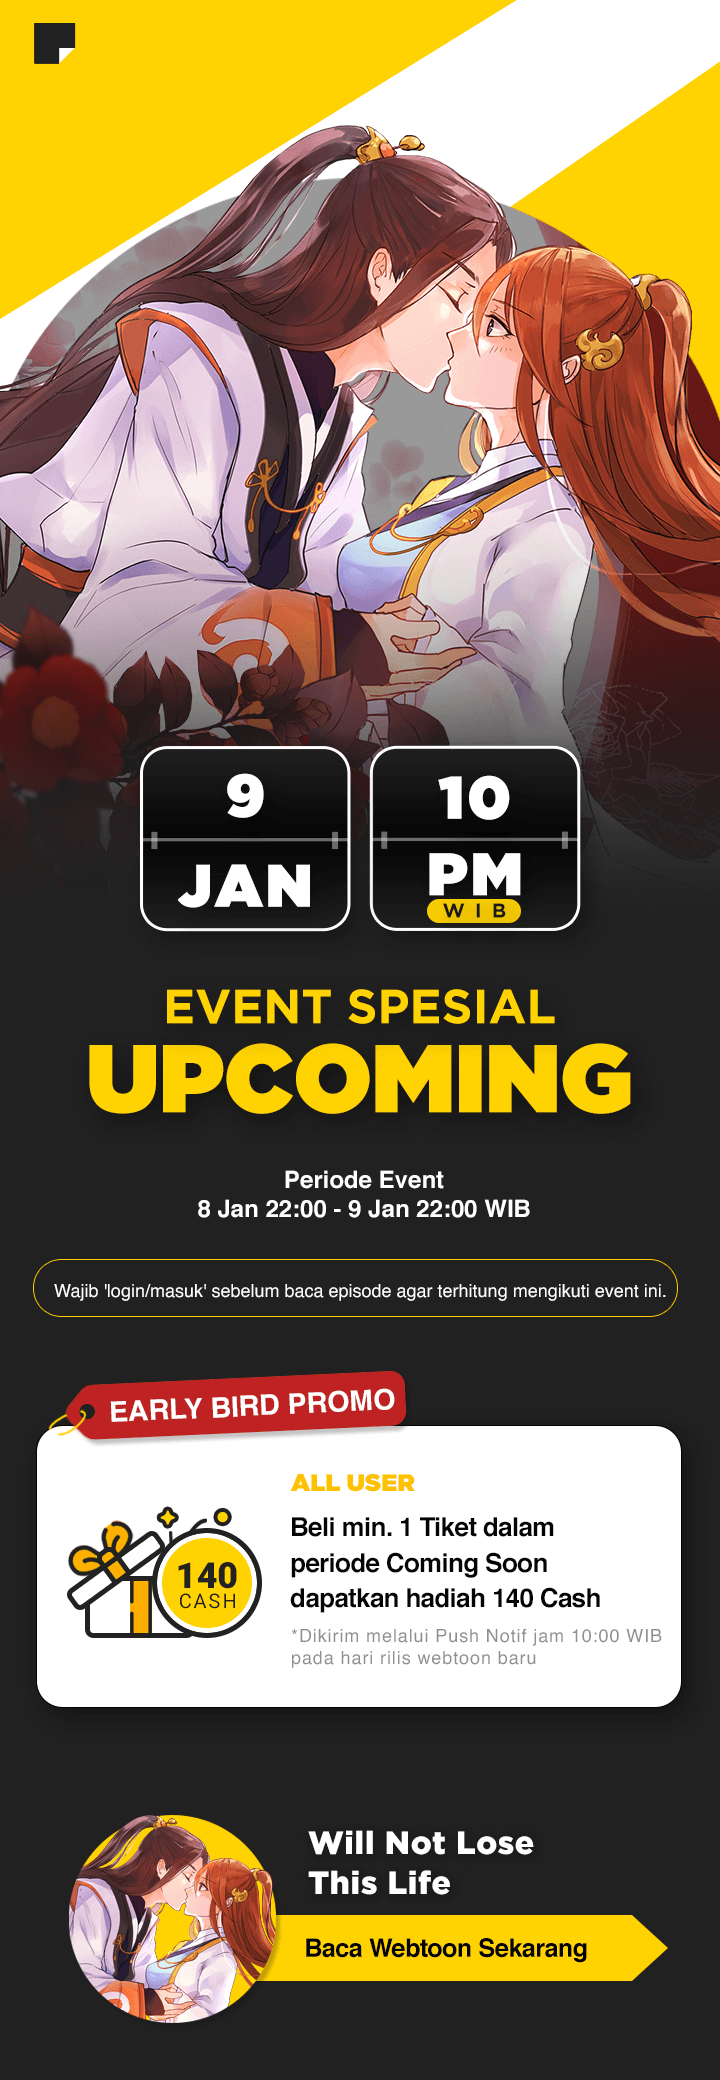 9
JAN
10
PM
WIB
EVENT SPESIAL
UPCOMING
Periode Event
8 Jan 22:00 - 9 Jan 22:00 WIB
Wajib 'login/masuk' sebelum baca episode agar terhitung mengikuti event ini.
EARLY BIRD PROMO
ALL USER
Beli min. 1 Tiket dalam
periode Coming Soon
dapatkan hadiah 140 Cash
*Dikirim melalui Push Notif jam 10:00 WIB
pada hari rilis webtoon baru
140
CASH
Will Not Lose
This Life
Baca Webtoon Sekarang